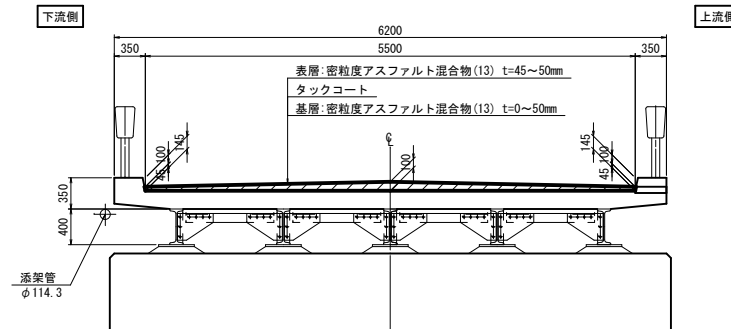 下流側
上流側
6200
350
5500
350
表層:密粒度アスファルト混合物(13) t=45～50mm
タックコート
基層:密粒度アスファルト混合物(13) t=0～50mm
℄
145
100
45
100
145
100
45
350
400
添架管
φ114.3